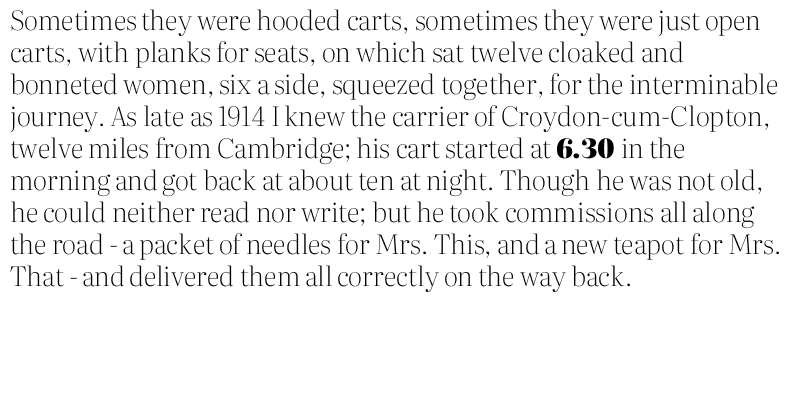 Sometimes they were hooded carts, sometimes they were just open
carts, with planks for seats, on which sat twelve cloaked and
bonneted women, six a side, squeezed together, for the interminable
journey. As late as 1914 I knew the carrier of Croydon-cum-Clopton,
twelve miles from Cambridge; his cart started at 6.30 in the
morning and got back at about ten at night. Though he was not old,
he could neither read nor write; but he took commissions all along
the road - a packet of needles for Mrs. This, and a new teapot for Mrs.
That - and delivered them all correctly on the way back.